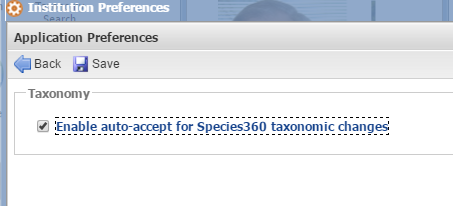 Institution Preferences
Search
Application Preferences
Back Save
Taxonomy
Enable auto-accept for Species360 taxonomic changes